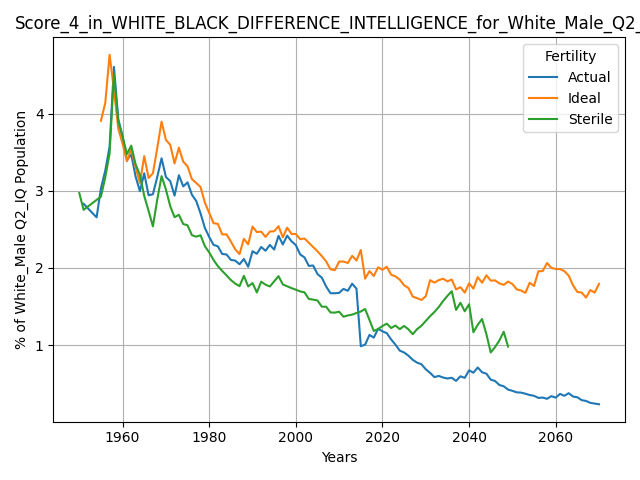 Score_4_in_WHITE_BLACK_DIFFERENCE_INTELLIGENCE_for_White_Male_Q2_
Fertility
Actual
Ideal
Sterile
% of White_Male Q2_IQ Population
4
3
2
1
1960 1980 2000 2020 2040 2060
Years